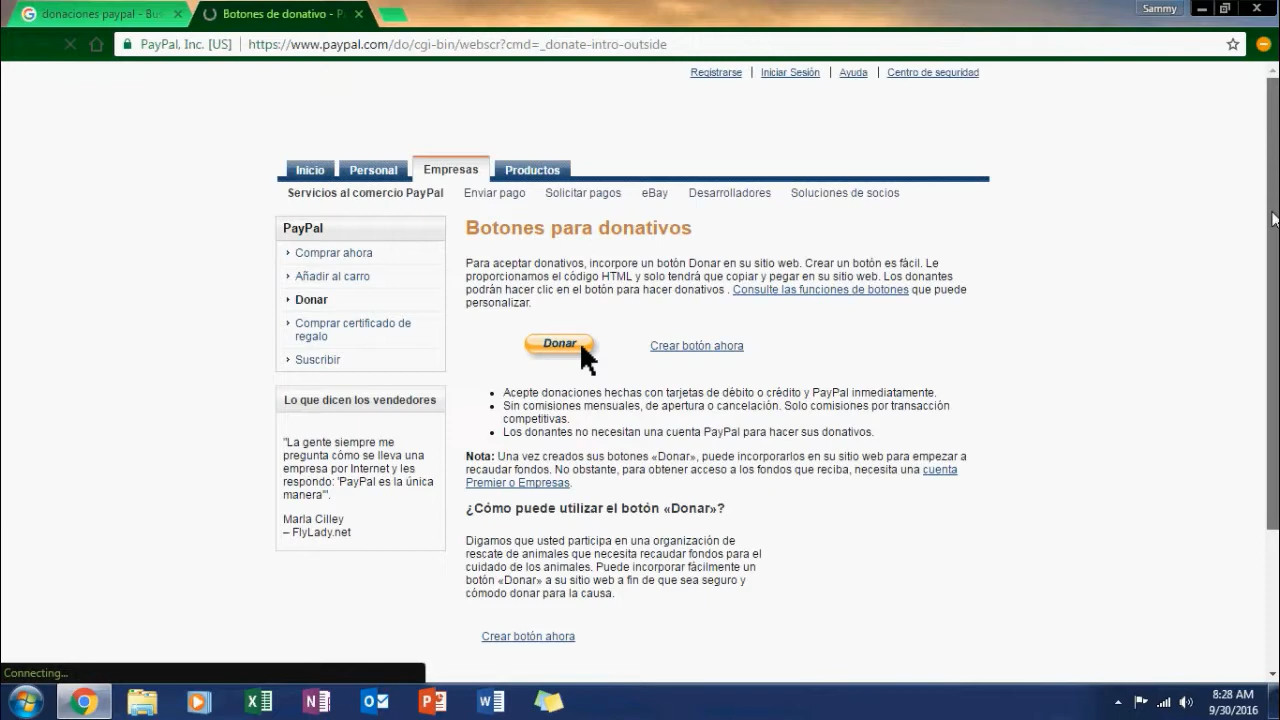 donaciones paypal - Bus
Botones de donativo - P
Sammy
PayPal, Inc. [US]
https://www.paypal.com/do/cgi-bin/webscr?cmd=_donate-intro-outside
Registrarse | Iniciar Sesión | Ayuda | Centro de seguridad
Inicio
Personal
Empresas
Productos
Servicios al comercio PayPal
Enviar pago
Solicitar pagos
eBay
Desarrolladores
Soluciones de socios
PayPal
Comprar ahora
Añadir al carro
Donar
Comprar certificado de
regalo
Suscribir
Lo que dicen los vendedores
"La gente siempre me
pregunta cómo se lleva una
empresa por Internet y les
respondo: 'PayPal es la única
manera'".
Marla Cilley
– FlyLady.net
Botones para donativos
Para aceptar donativos, incorpore un botón Donar en su sitio web. Crear un botón es fácil. Le
proporcionamos el código HTML y solo tendrá que copiar y pegar en su sitio web. Los donantes
podrán hacer clic en el botón para hacer donativos . Consulte las funciones de botones que puede
personalizar.
Donar
Crear botón ahora
• Acepte donaciones hechas con tarjetas de débito o crédito y PayPal inmediatamente.
• Sin comisiones mensuales, de apertura o cancelación. Solo comisiones por transacción
competitivas.
• Los donantes no necesitan una cuenta PayPal para hacer sus donativos.
Nota: Una vez creados sus botones «Donar», puede incorporarlos en su sitio web para empezar a
recaudar fondos. No obstante, para obtener acceso a los fondos que reciba, necesita una cuenta
Premier o Empresas.
¿Cómo puede utilizar el botón «Donar»?
Digamos que usted participa en una organización de
rescate de animales que necesita recaudar fondos para el
cuidado de los animales. Puede incorporar fácilmente un
botón «Donar» a su sitio web a fin de que sea seguro y
cómodo donar para la causa.
Crear botón ahora
Connecting...
8:28 AM
9/30/2016